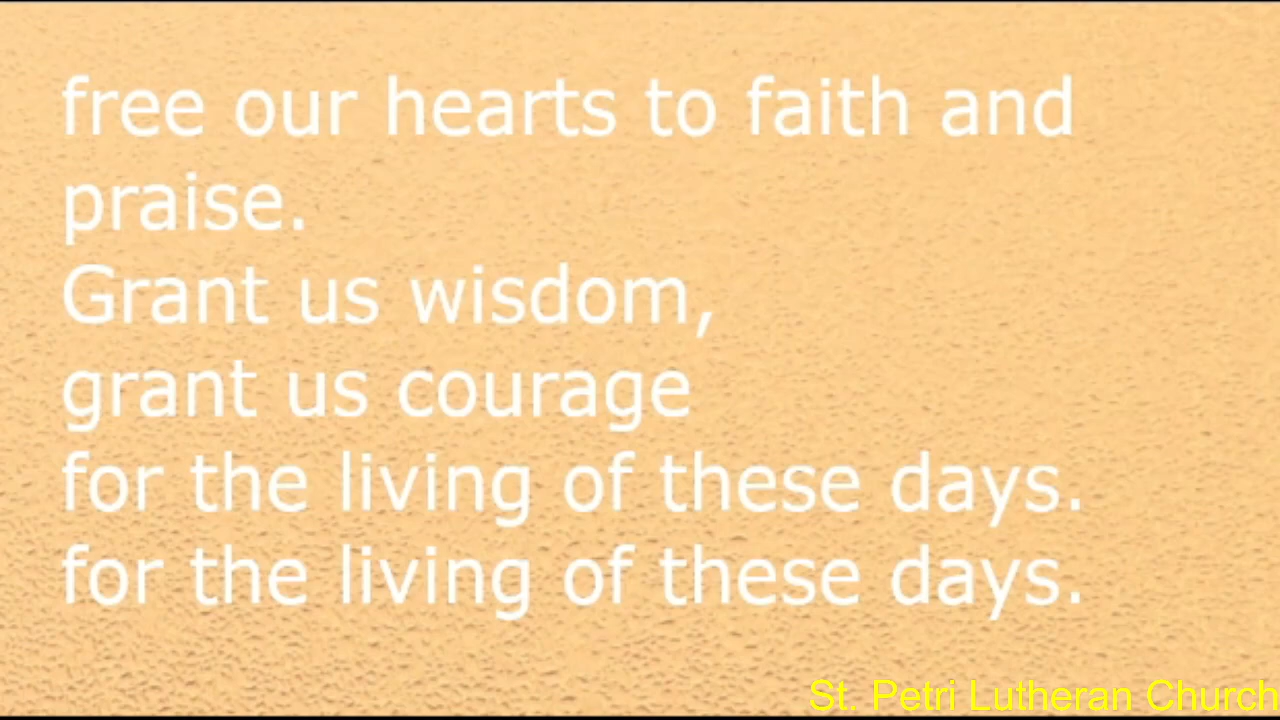 free our hearts to faith and
praise.
Grant us wisdom,
grant us courage
for the living of these days.
for the living of these days.
St. Petri Lutheran Church